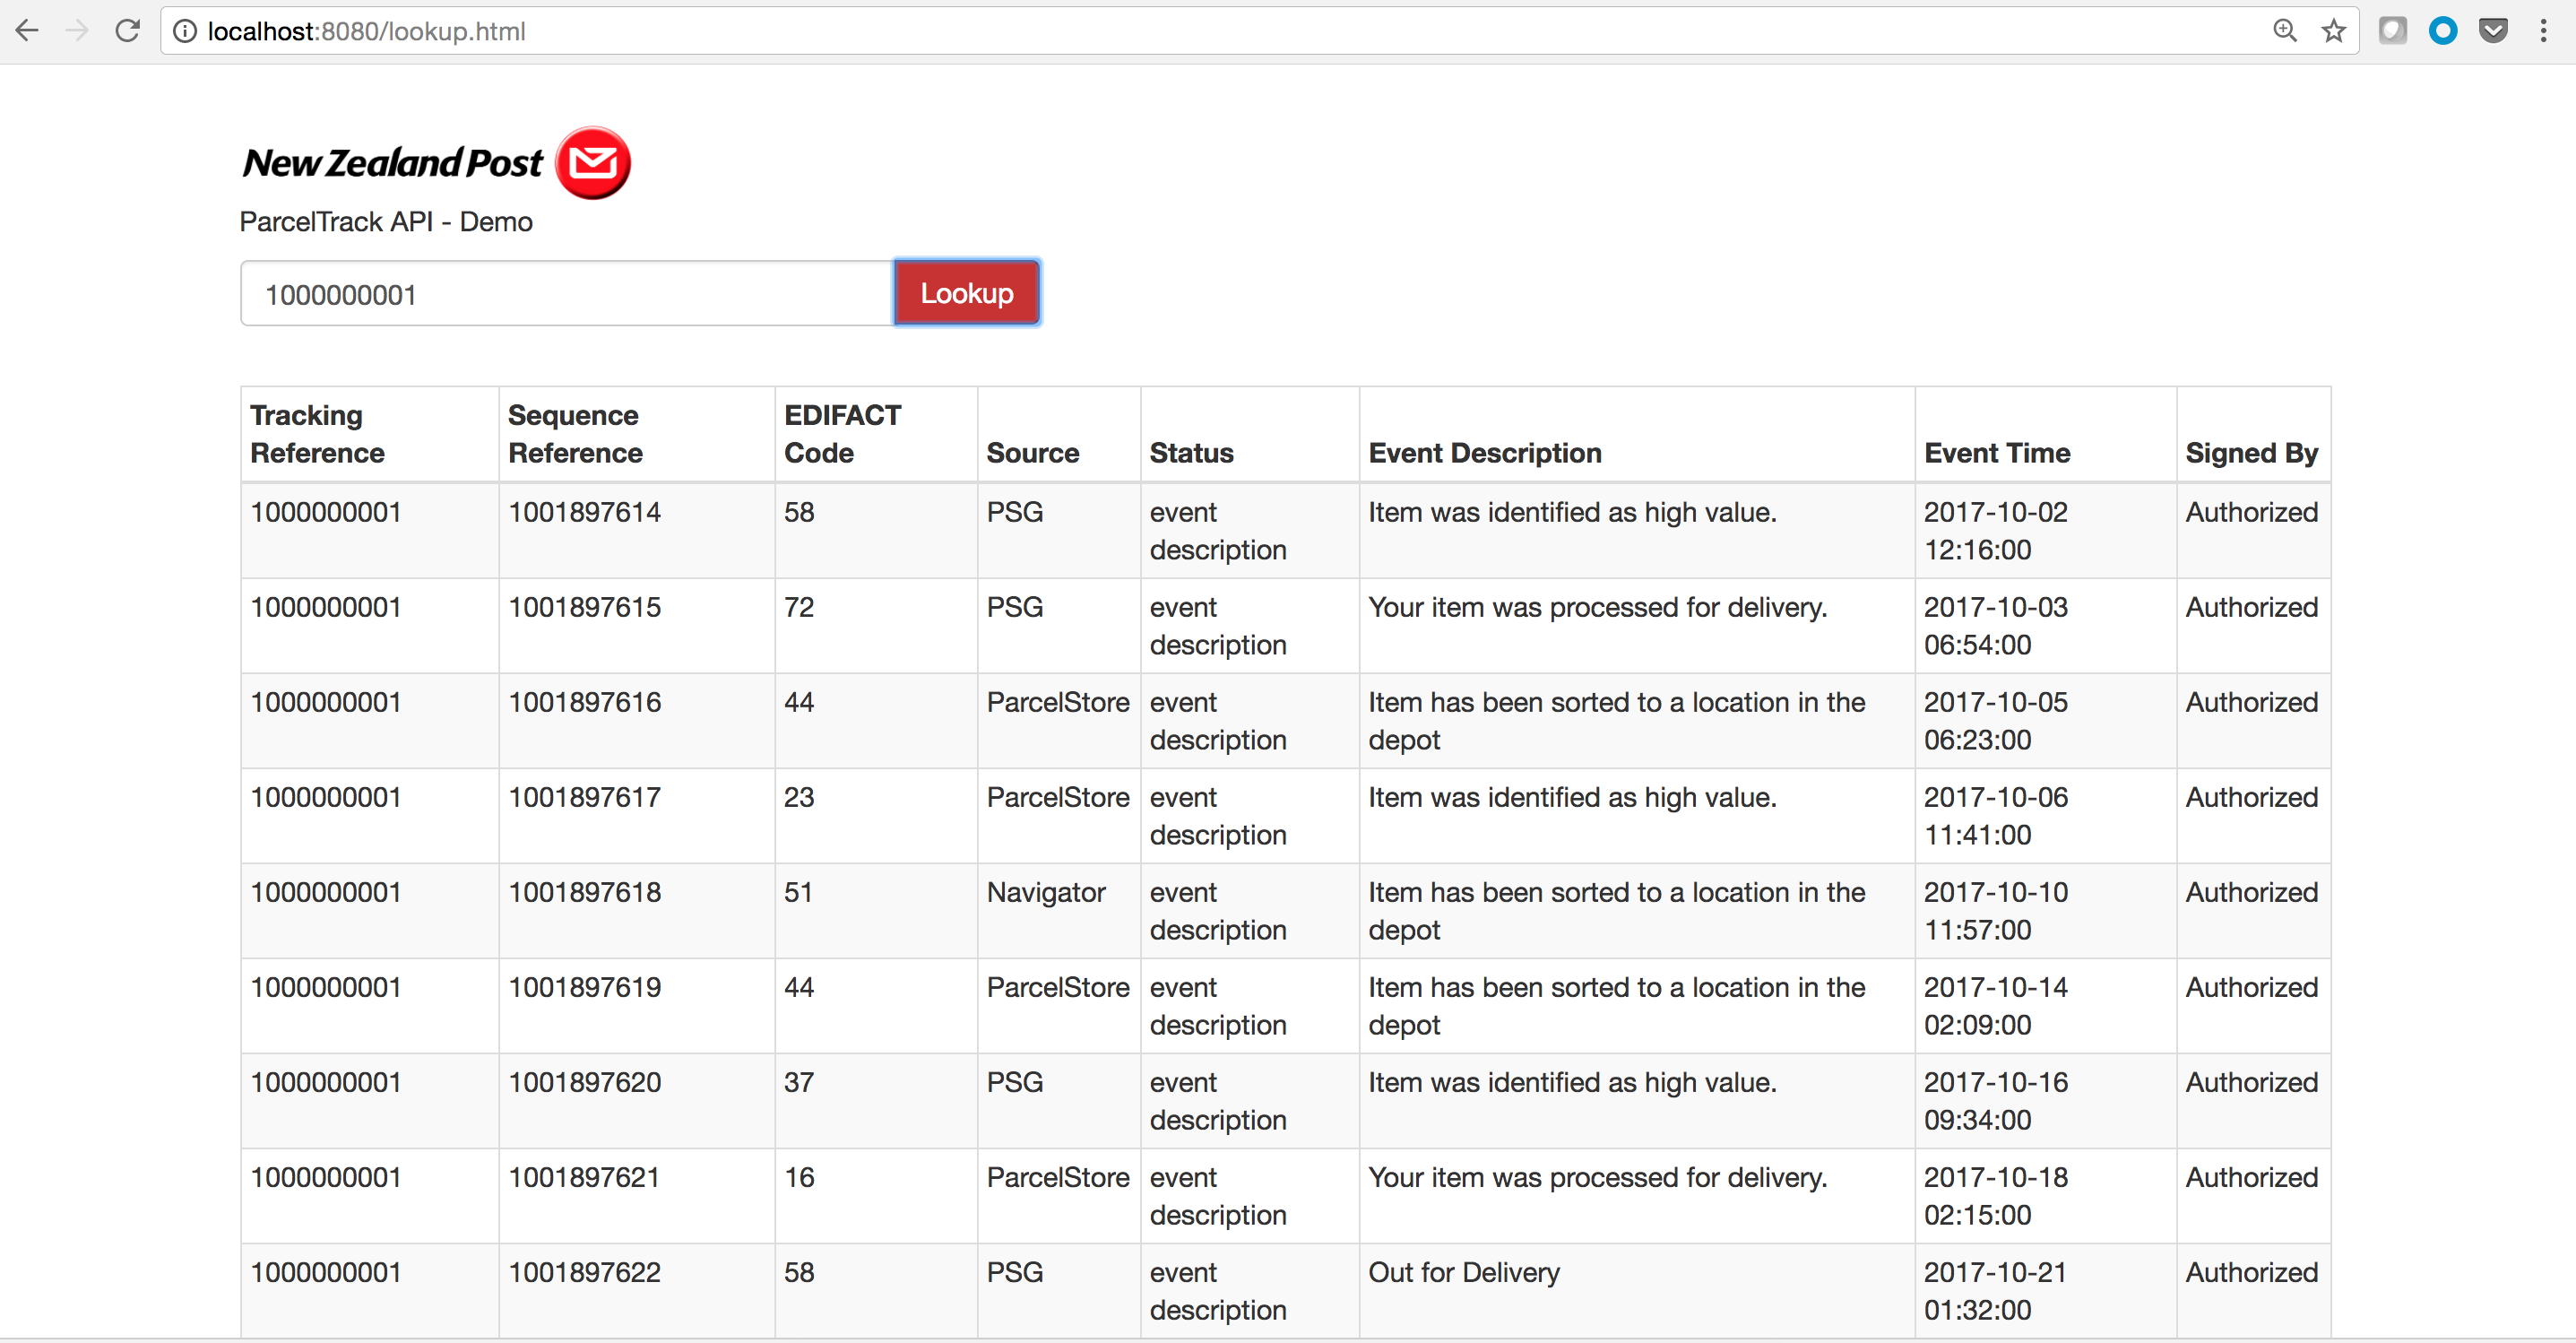 localhost:8080/lookup.html
New Zealand Post
ParcelTrack API - Demo
1000000001 Lookup
Tracking Reference Sequence Reference EDIFACT Code Source Status Event Description Event Time Signed By
1000000001 1001897614 58 PSG event description Item was identified as high value. 2017-10-02 12:16:00 Authorized
1000000001 1001897615 72 PSG event description Your item was processed for delivery. 2017-10-03 06:54:00 Authorized
1000000001 1001897616 44 ParcelStore event description Item has been sorted to a location in the depot 2017-10-05 06:23:00 Authorized
1000000001 1001897617 23 ParcelStore event description Item was identified as high value. 2017-10-06 11:41:00 Authorized
1000000001 1001897618 51 Navigator event description Item has been sorted to a location in the depot 2017-10-10 11:57:00 Authorized
1000000001 1001897619 44 ParcelStore event description Item has been sorted to a location in the depot 2017-10-14 02:09:00 Authorized
1000000001 1001897620 37 PSG event description Item was identified as high value. 2017-10-16 09:34:00 Authorized
1000000001 1001897621 16 ParcelStore event description Your item was processed for delivery. 2017-10-18 02:15:00 Authorized
1000000001 1001897622 58 PSG event description Out for Delivery 2017-10-21 01:32:00 Authorized